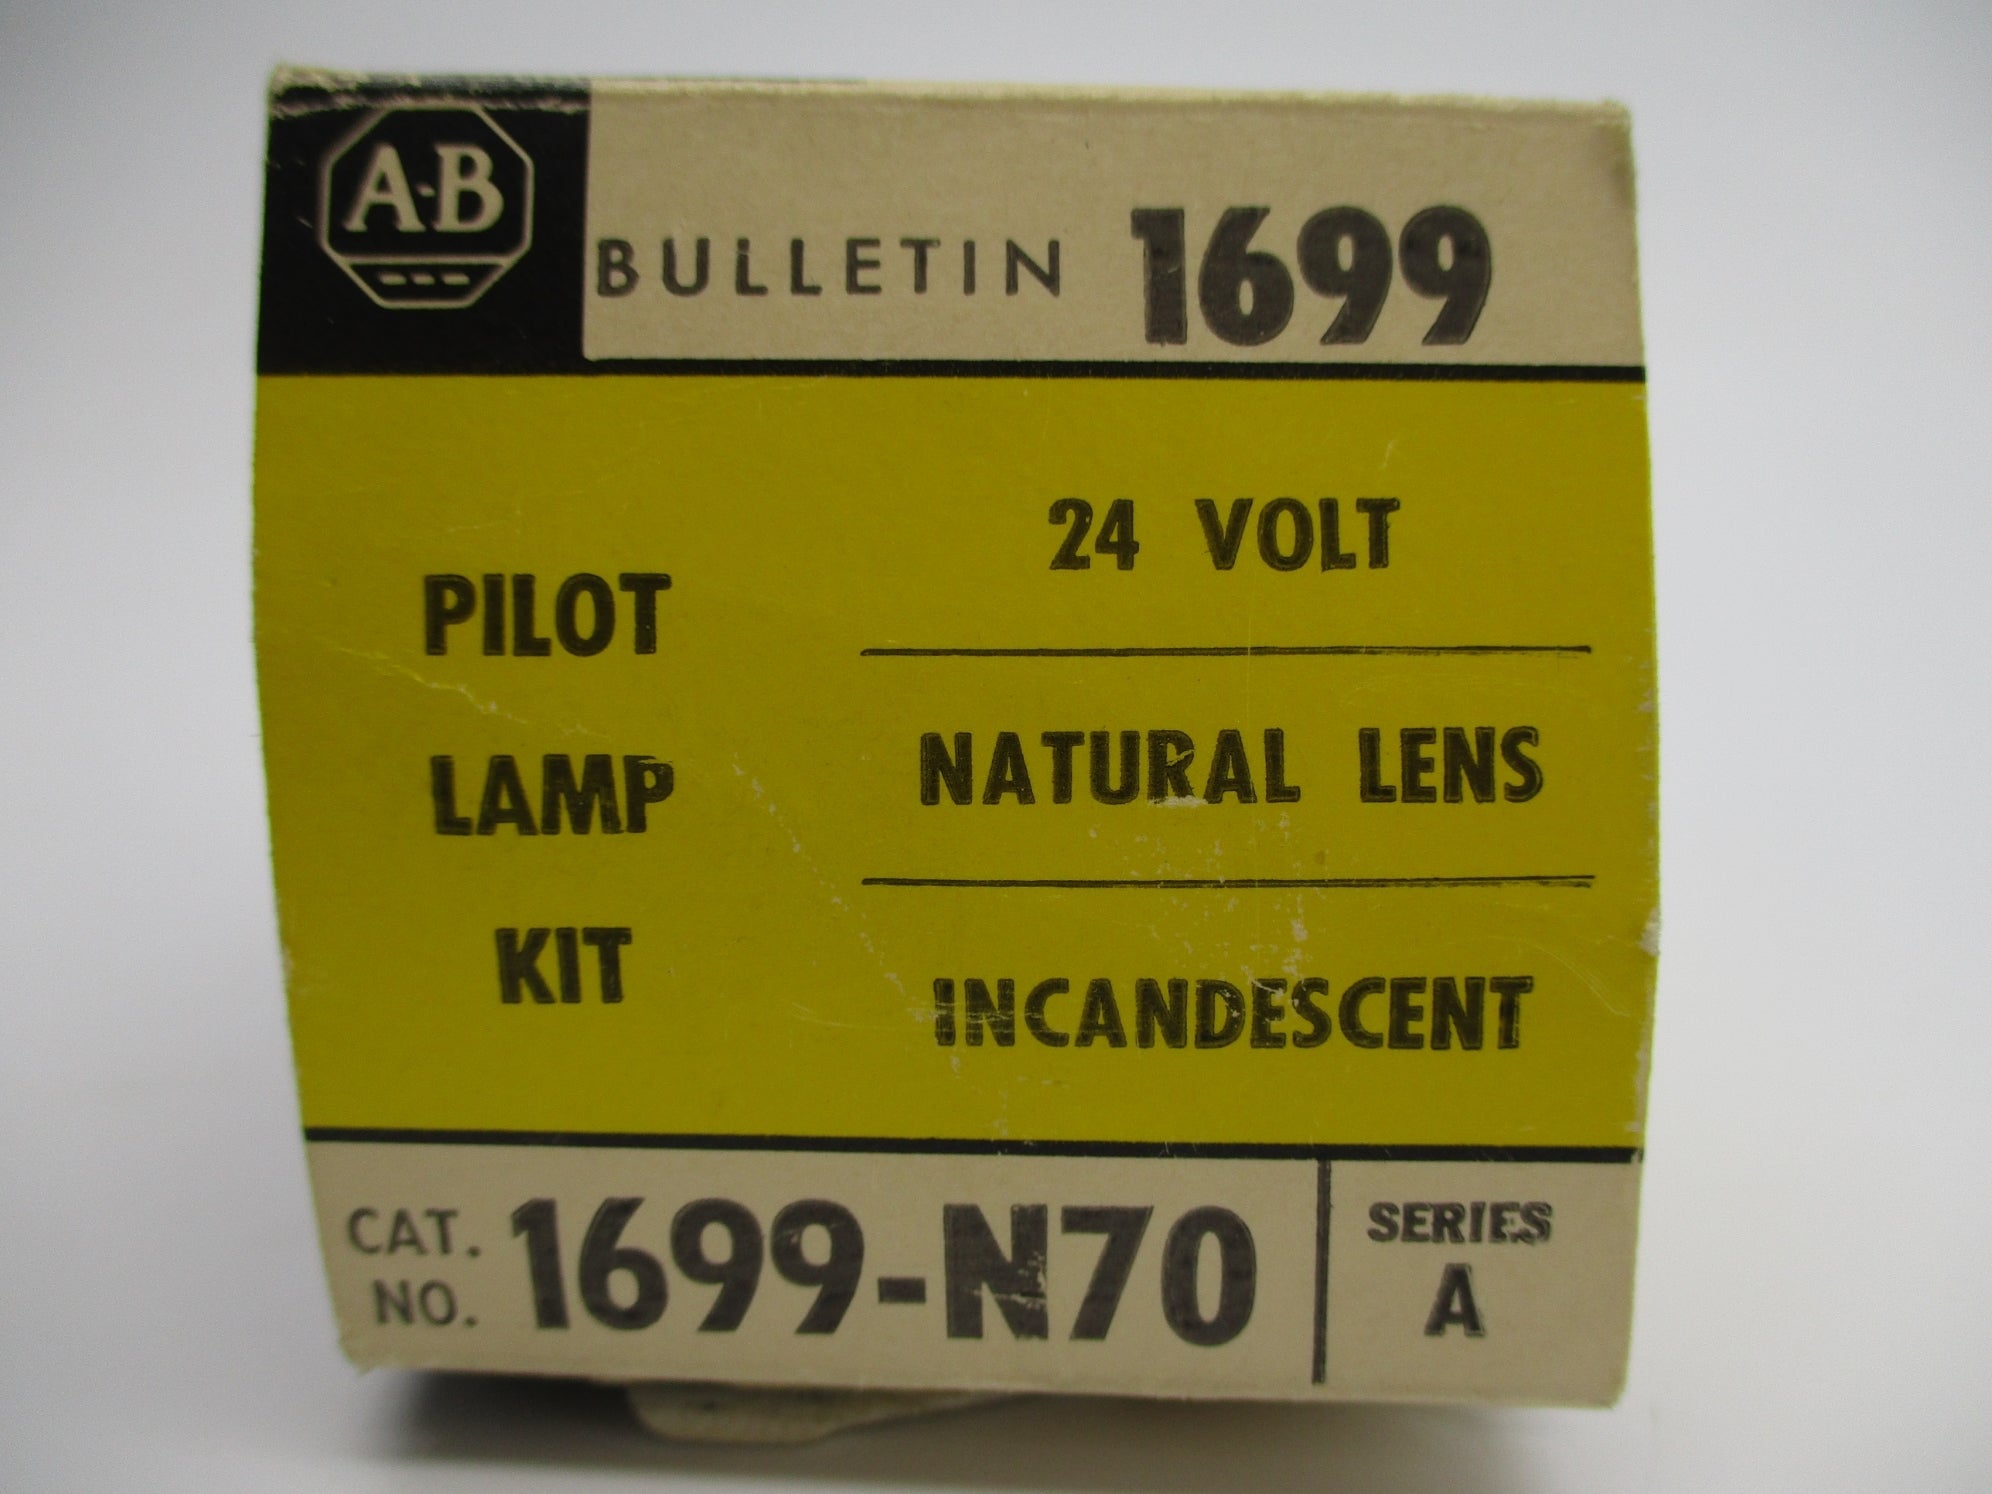 A-B
BULLETIN 1699
PILOT
LAMP
KIT
24 VOLT
NATURAL LENS
INCANDESCENT
CAT. NO. 1699-N70
SERIES
A